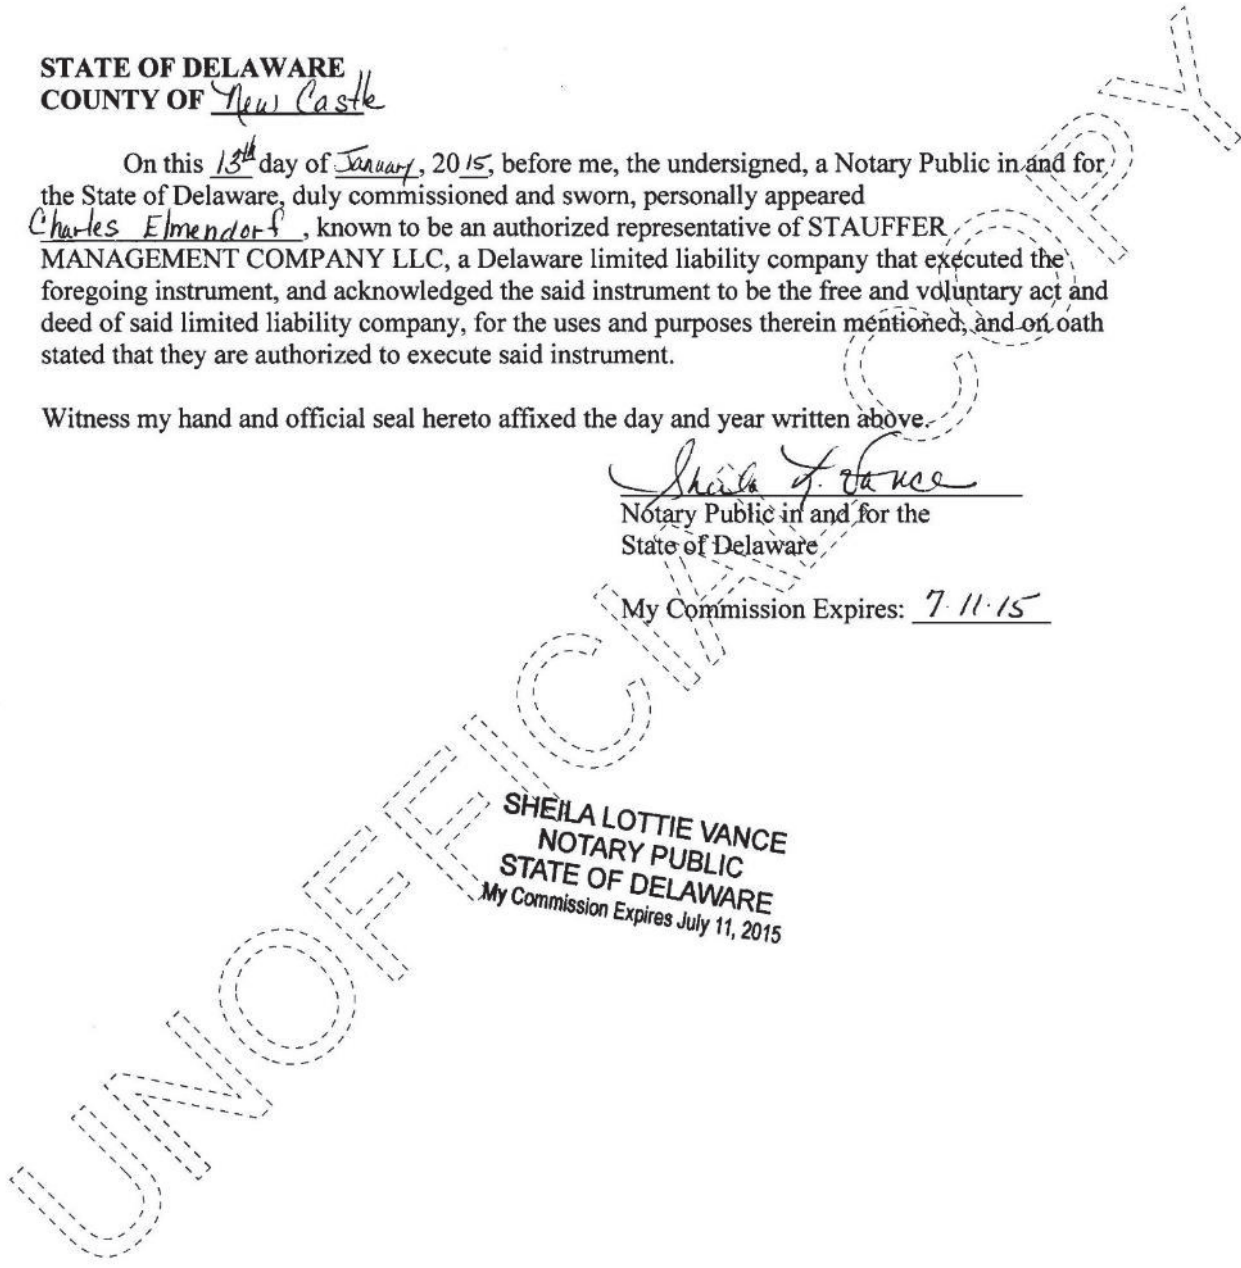 STATE OF DELAWARE
COUNTY OF New Castle
On this 13th day of January, 2015, before me, the undersigned, a Notary Public in and for
the State of Delaware, duly commissioned and sworn, personally appeared
Charles Elmendorf, known to be an authorized representative of STAUFFER
MANAGEMENT COMPANY LLC, a Delaware limited liability company that executed the
foregoing instrument, and acknowledged the said instrument to be the free and voluntary act and
deed of said limited liability company, for the uses and purposes therein mentioned, and on oath
stated that they are authorized to execute said instrument.
Witness my hand and official seal hereto affixed the day and year written above.
Sheila L. Vance
Notary Public in and for the
State of Delaware
My Commission Expires: 7.11.15
SHEILA LOTTIE VANCE
NOTARY PUBLIC
STATE OF DELAWARE
My Commission Expires July 11, 2015
UNOFFICIAL COPY